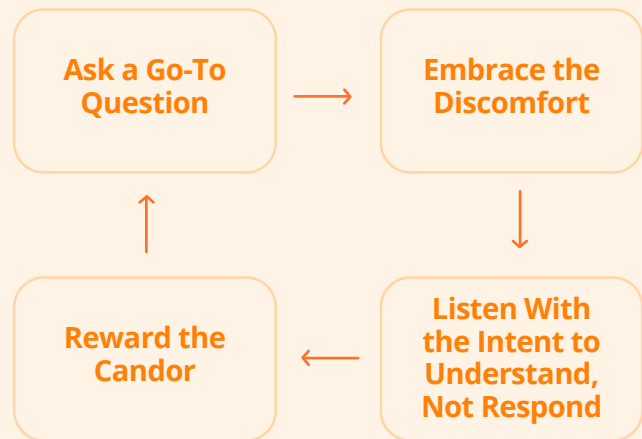 Ask a Go-To
Question
Embrace the
Discomfort
Listen With
the Intent to
Understand,
Not Respond
Reward the
Candor